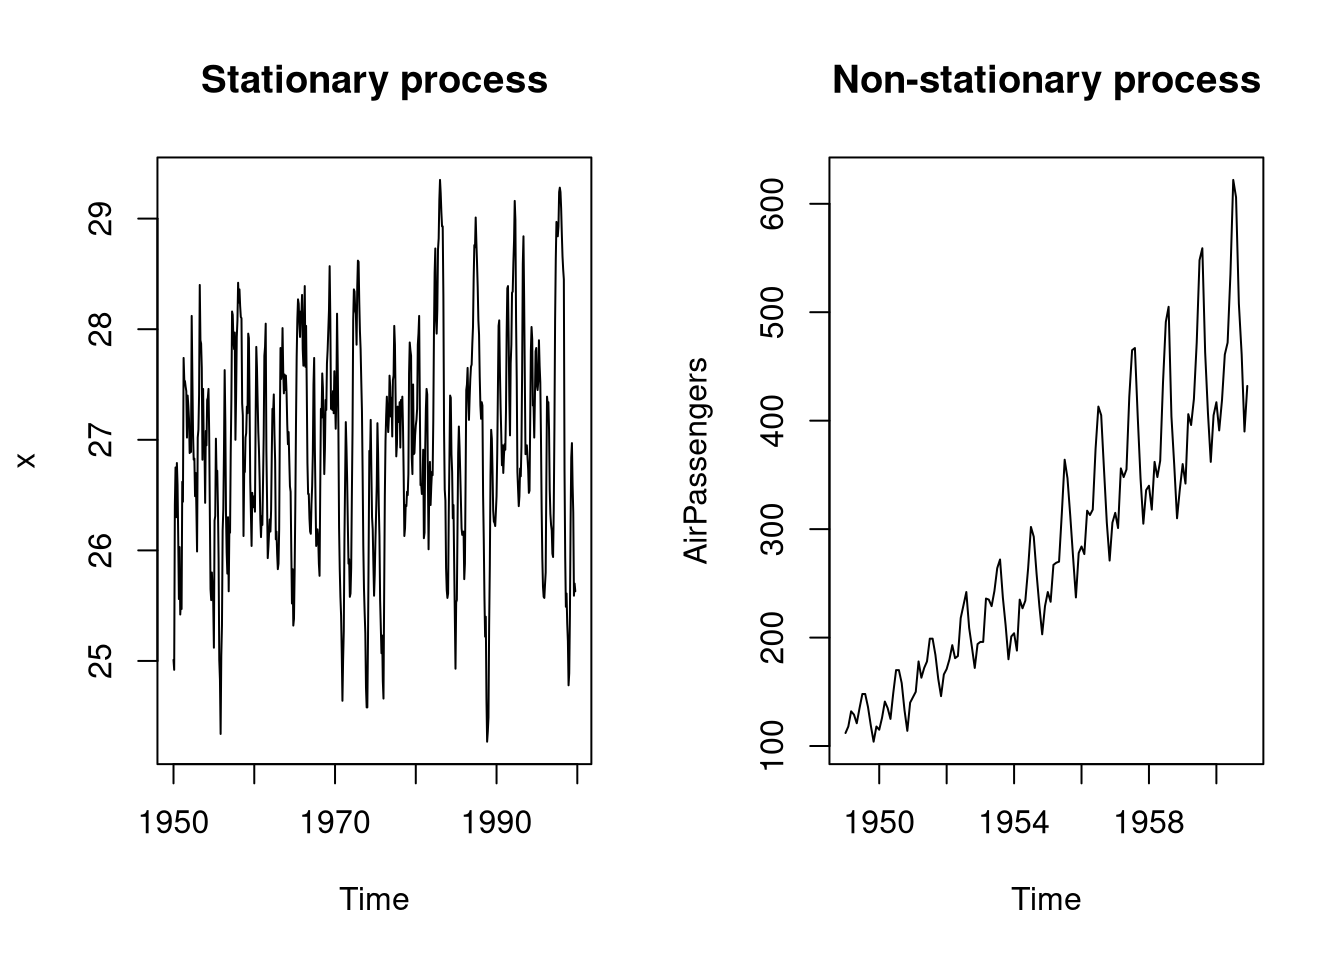 Stationary process
x
29
28
27
26
25
1950 1970 1990
Time
Non-stationary process
AirPassengers
600
500
400
300
200
100
1950 1954 1958
Time